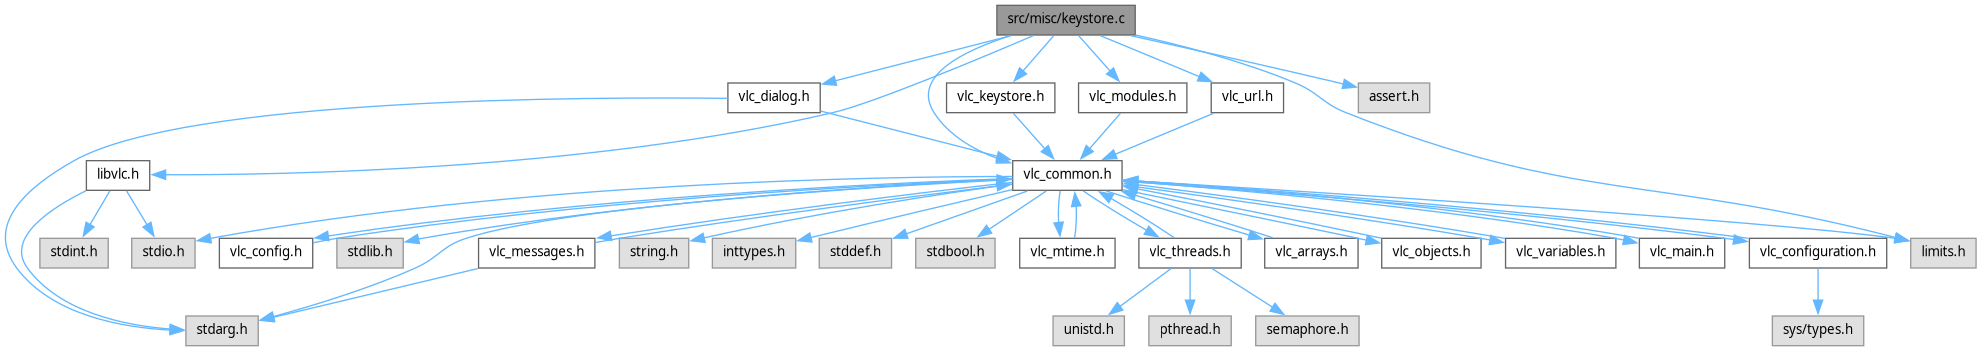 src/misc/keystore.c
vlc_dialog.h
vlc_keystore.h
vlc_modules.h
vlc_url.h
assert.h
libvlc.h
vlc_common.h
stdint.h
stdio.h
vlc_config.h
stdlib.h
vlc_messages.h
string.h
inttypes.h
stddef.h
stdbool.h
vlc_mtime.h
vlc_threads.h
vlc_arrays.h
vlc_objects.h
vlc_variables.h
vlc_main.h
vlc_configuration.h
limits.h
stdarg.h
unistd.h
pthread.h
semaphore.h
sys/types.h